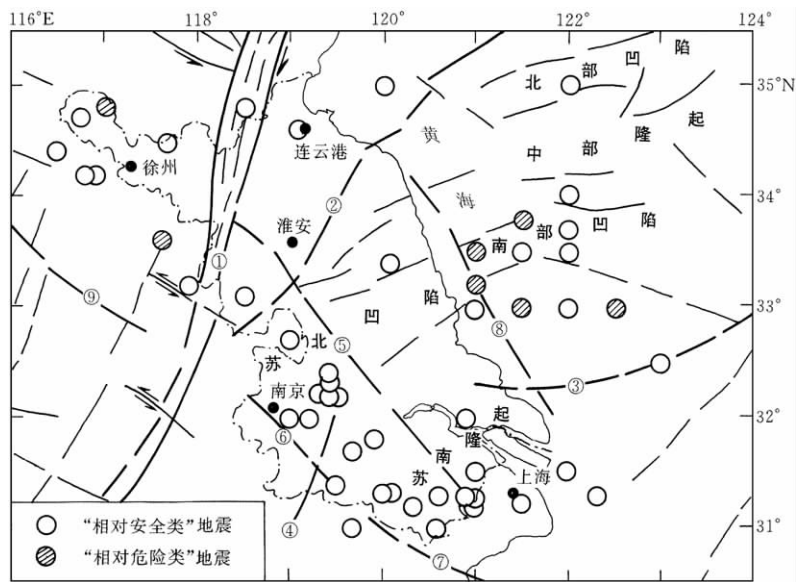 116°E 118° 120° 122° 124°
35°N
34°
33°
32°
31°
北部凹陷
中部隆起
南部凹陷
黄海
连云港
徐州
淮安
②
①
⑨
⑧
③
苏北凹陷
⑤
南京
⑥
④
苏南隆起
上海
⑦
“相对安全类”地震
“相对危险类”地震